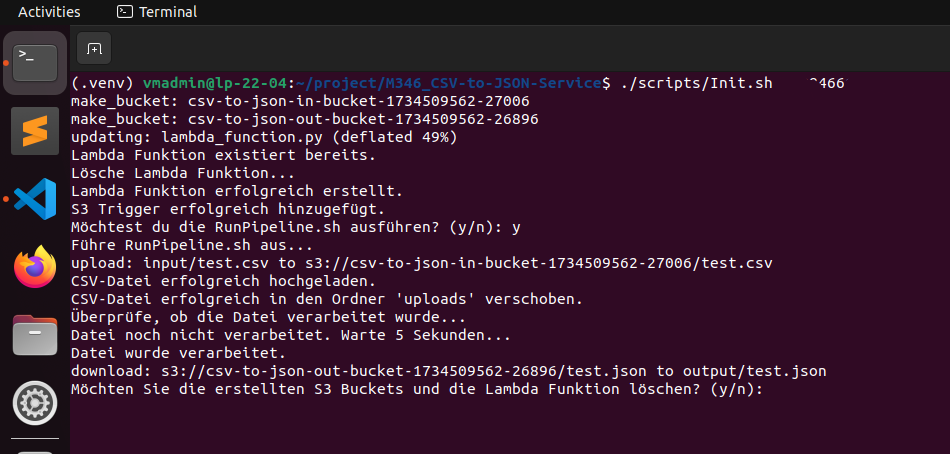 Activities
Terminal
(.venv) vmadmin@lp-22-04:~/project/M346_CSV-to-JSON-Service$ ./scripts/Init.sh
make_bucket: csv-to-json-in-bucket-1734509562-27006
make_bucket: csv-to-json-out-bucket-1734509562-26896
updating: lambda_function.py (deflated 49%)
Lambda Funktion existiert bereits.
Lösche Lambda Funktion...
Lambda Funktion erfolgreich erstellt.
S3 Trigger erfolgreich hinzugefügt.
Möchtest du die RunPipeline.sh ausführen? (y/n): y
Führe RunPipeline.sh aus...
upload: input/test.csv to s3://csv-to-json-in-bucket-1734509562-27006/test.csv
CSV-Datei erfolgreich hochgeladen.
CSV-Datei erfolgreich in den Ordner 'uploads' verschoben.
Überprüfe, ob die Datei verarbeitet wurde...
Datei noch nicht verarbeitet. Warte 5 Sekunden...
Datei wurde verarbeitet.
download: s3://csv-to-json-out-bucket-1734509562-26896/test.json to output/test.json
Möchten Sie die erstellten S3 Buckets und die Lambda Funktion löschen? (y/n):